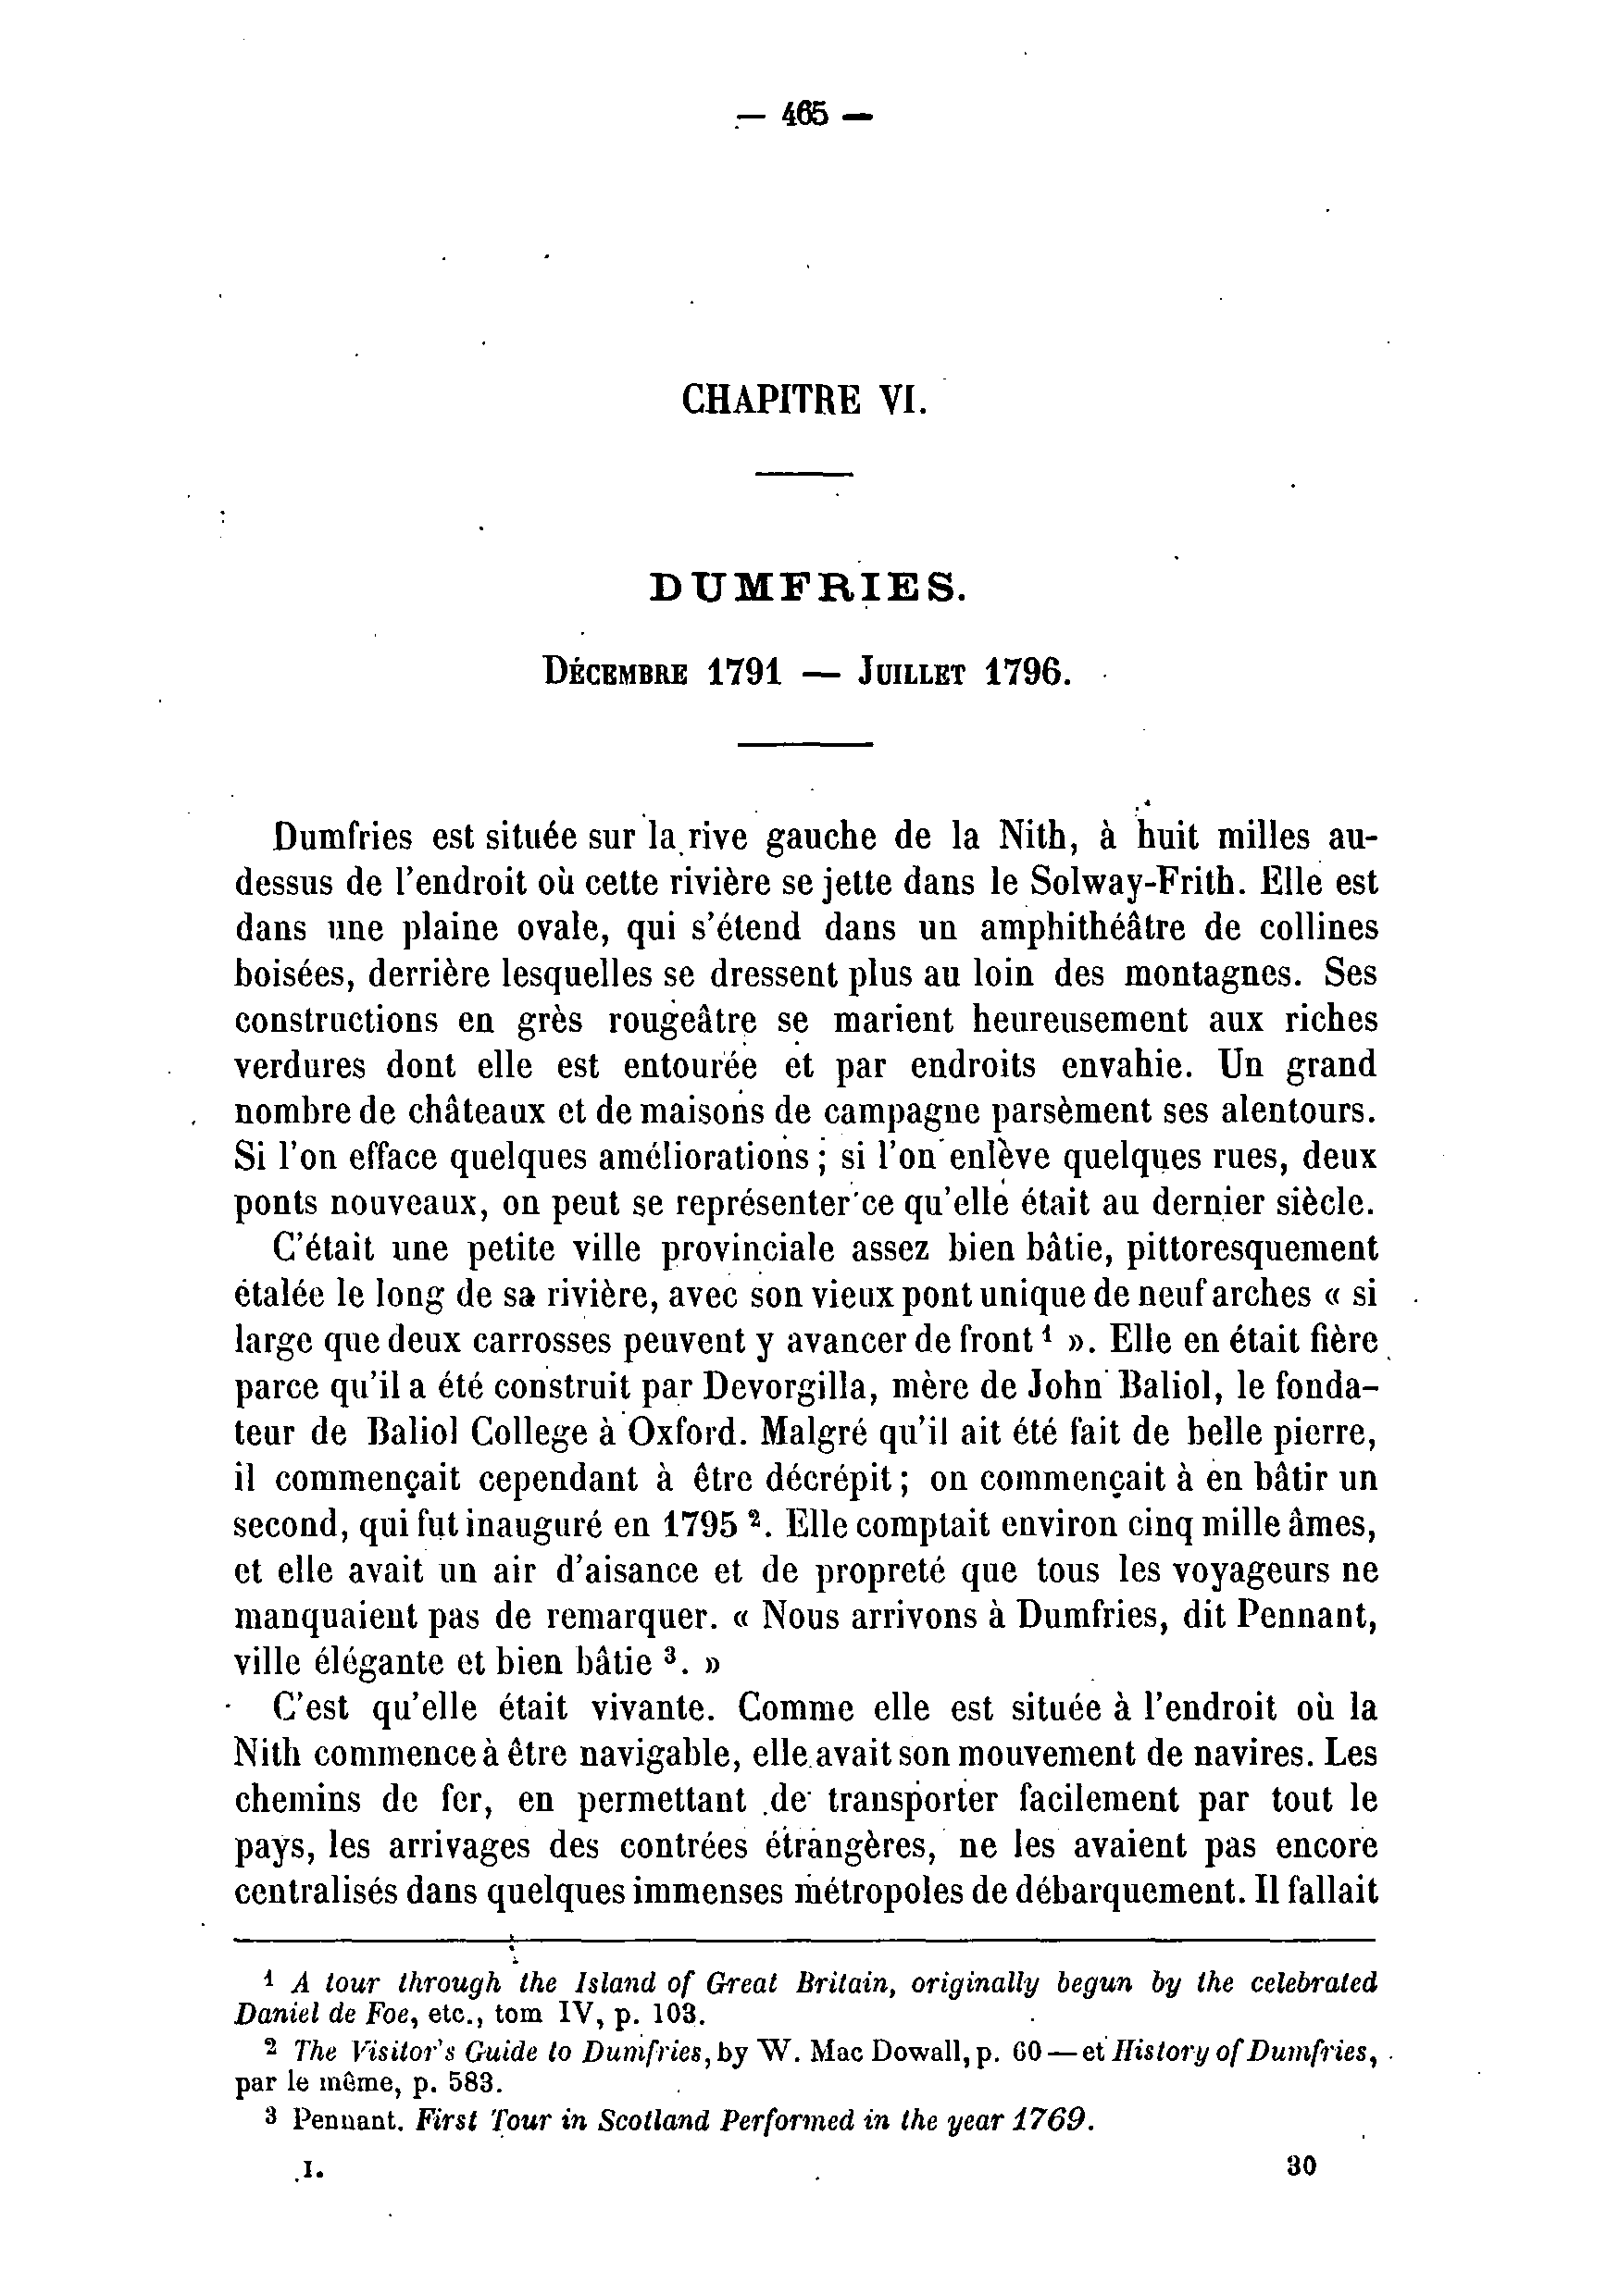 — 465 —
CHAPITRE VI.
DUMFRIES.
DÉCEMBRE 1791 — JUILLET 1796.
Dumfries est située sur la rive gauche de la Nith, à huit milles au-
dessus de l'endroit où cette rivière se jette dans le Solway-Frith. Elle est
dans une plaine ovale, qui s'étend dans un amphithéâtre de collines
boisées, derrière lesquelles se dressent plus au loin des montagnes. Ses
constructions en grès rougeâtre se marient heureusement aux riches
verdures dont elle est entourée et par endroits envahie. Un grand
nombre de châteaux et de maisons de campagne parsèment ses alentours.
Si l'on efface quelques améliorations ; si l'on enlève quelques rues, deux
ponts nouveaux, on peut se représenter ce qu'elle était au dernier siècle.
C'était une petite ville provinciale assez bien bâtie, pittoresquement
étalée le long de sa rivière, avec son vieux pont unique de neuf arches « si
large que deux carrosses peuvent y avancer de front ¹ ». Elle en était fière
parce qu'il a été construit par Devorgilla, mère de John Baliol, le fonda-
teur de Baliol College à Oxford. Malgré qu'il ait été fait de belle pierre,
il commençait cependant à être décrépit ; on commençait à en bâtir un
second, qui fut inauguré en 1795 ². Elle comptait environ cinq mille âmes,
et elle avait un air d'aisance et de propreté que tous les voyageurs ne
manquaient pas de remarquer. « Nous arrivons à Dumfries, dit Pennant,
ville élégante et bien bâtie ³. »
C'est qu'elle était vivante. Comme elle est située à l'endroit où la
Nith commence à être navigable, elle avait son mouvement de navires. Les
chemins de fer, en permettant de transporter facilement par tout le
pays, les arrivages des contrées étrangères, ne les avaient pas encore
centralisés dans quelques immenses métropoles de débarquement. Il fallait
¹ A tour through the Island of Great Britain, originally begun by the celebrated
Daniel de Foe, etc., tom IV, p. 103.
² The Visitor's Guide to Dumfries, by W. Mac Dowall, p. 60 — et History of Dumfries,
par le même, p. 583.
³ Pennant. First Tour in Scotland Performed in the year 1769.
I. 30